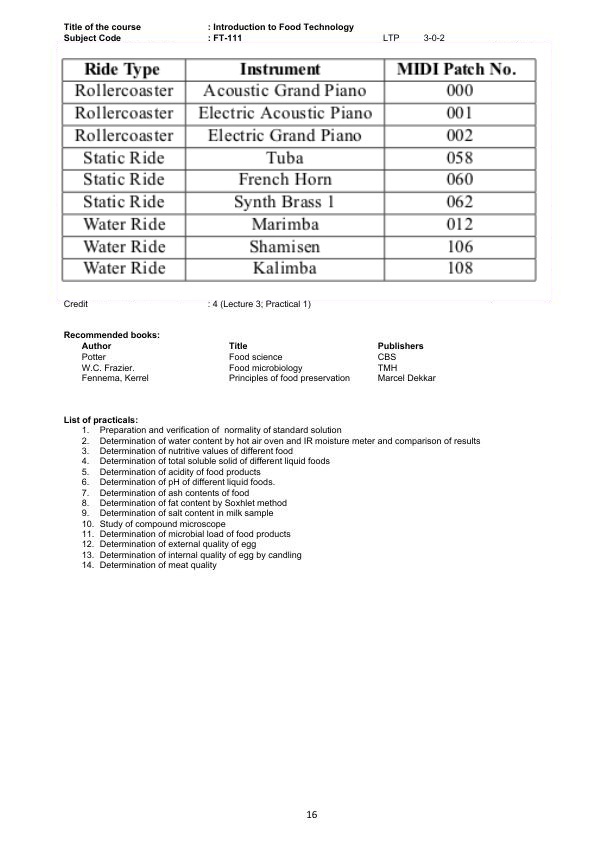 Title of the course : Introduction to Food Technology
Subject Code : FT-111 LTP 3-0-2
Ride Type Instrument MIDI Patch No.
Rollercoaster Acoustic Grand Piano 000
Rollercoaster Electric Acoustic Piano 001
Rollercoaster Electric Grand Piano 002
Static Ride Tuba 058
Static Ride French Horn 060
Static Ride Synth Brass 1 062
Water Ride Marimba 012
Water Ride Shamisen 106
Water Ride Kalimba 108
Credit : 4 (Lecture 3; Practical 1)
Recommended books:
Author Title Publishers
Potter Food science CBS
W.C. Frazier. Food microbiology TMH
Fennema, Kerrel Principles of food preservation Marcel Dekkar
List of practicals:
1. Preparation and verification of normality of standard solution
2. Determination of water content by hot air oven and IR moisture meter and comparison of results
3. Determination of nutritive values of different food
4. Determination of total soluble solid of different liquid foods
5. Determination of acidity of food products
6. Determination of pH of different liquid foods.
7. Determination of ash contents of food
8. Determination of fat content by Soxhlet method
9. Determination of salt content in milk sample
10. Study of compound microscope
11. Determination of microbial load of food products
12. Determination of external quality of egg
13. Determination of internal quality of egg by candling
14. Determination of meat quality
16